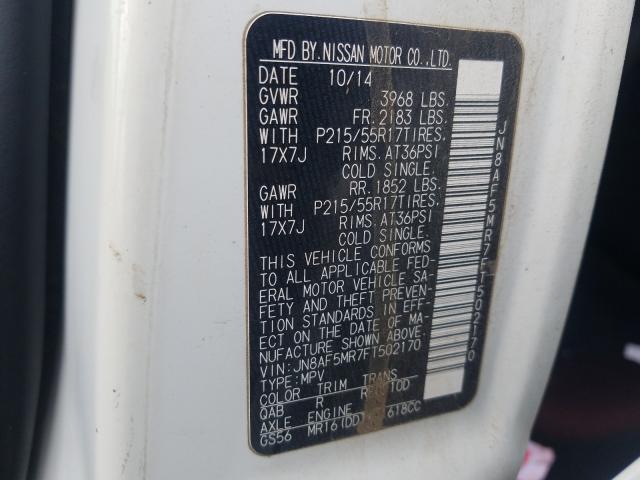 MFD BY.NISSAN MOTOR CO.,LTD.
DATE 10/14
GVWR 3968 LBS.
GAWR FR.2183 LBS.
WITH P215/55R17TIRES.
17X7J RIMS.AT36PSI
COLD SINGLE.
GAWR RR.1852 LBS.
WITH P215/55R17TIRES.
17X7J RIMS.AT36PSI
COLD SINGLE.
THIS VEHICLE CONFORMS
TO ALL APPLICABLE FED-
ERAL MOTOR VEHICLE SA-
FETY AND THEFT PREVEN-
TION STANDARDS IN EFF-
ECT ON THE DATE OF MA-
NUFACTURE SHOWN ABOVE.
VIN:JN8AF5MR7FT502170
TYPE:MPV
COLOR TRIM TRANS
QAB R
AXLE ENGINE
GS56 MR16(DDT) 1618CC
JN8AF5MR7FT502170